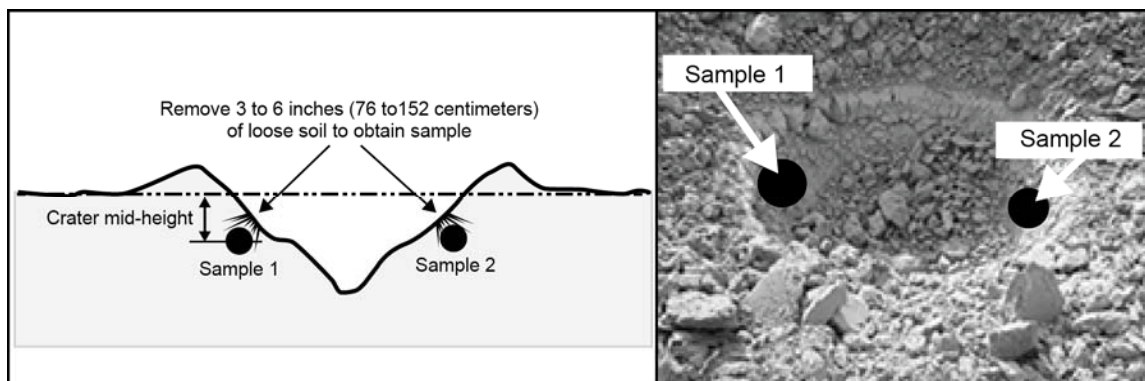 Remove 3 to 6 inches (76 to152 centimeters)
of loose soil to obtain sample
Crater mid-height
Sample 1
Sample 2
Sample 1
Sample 2